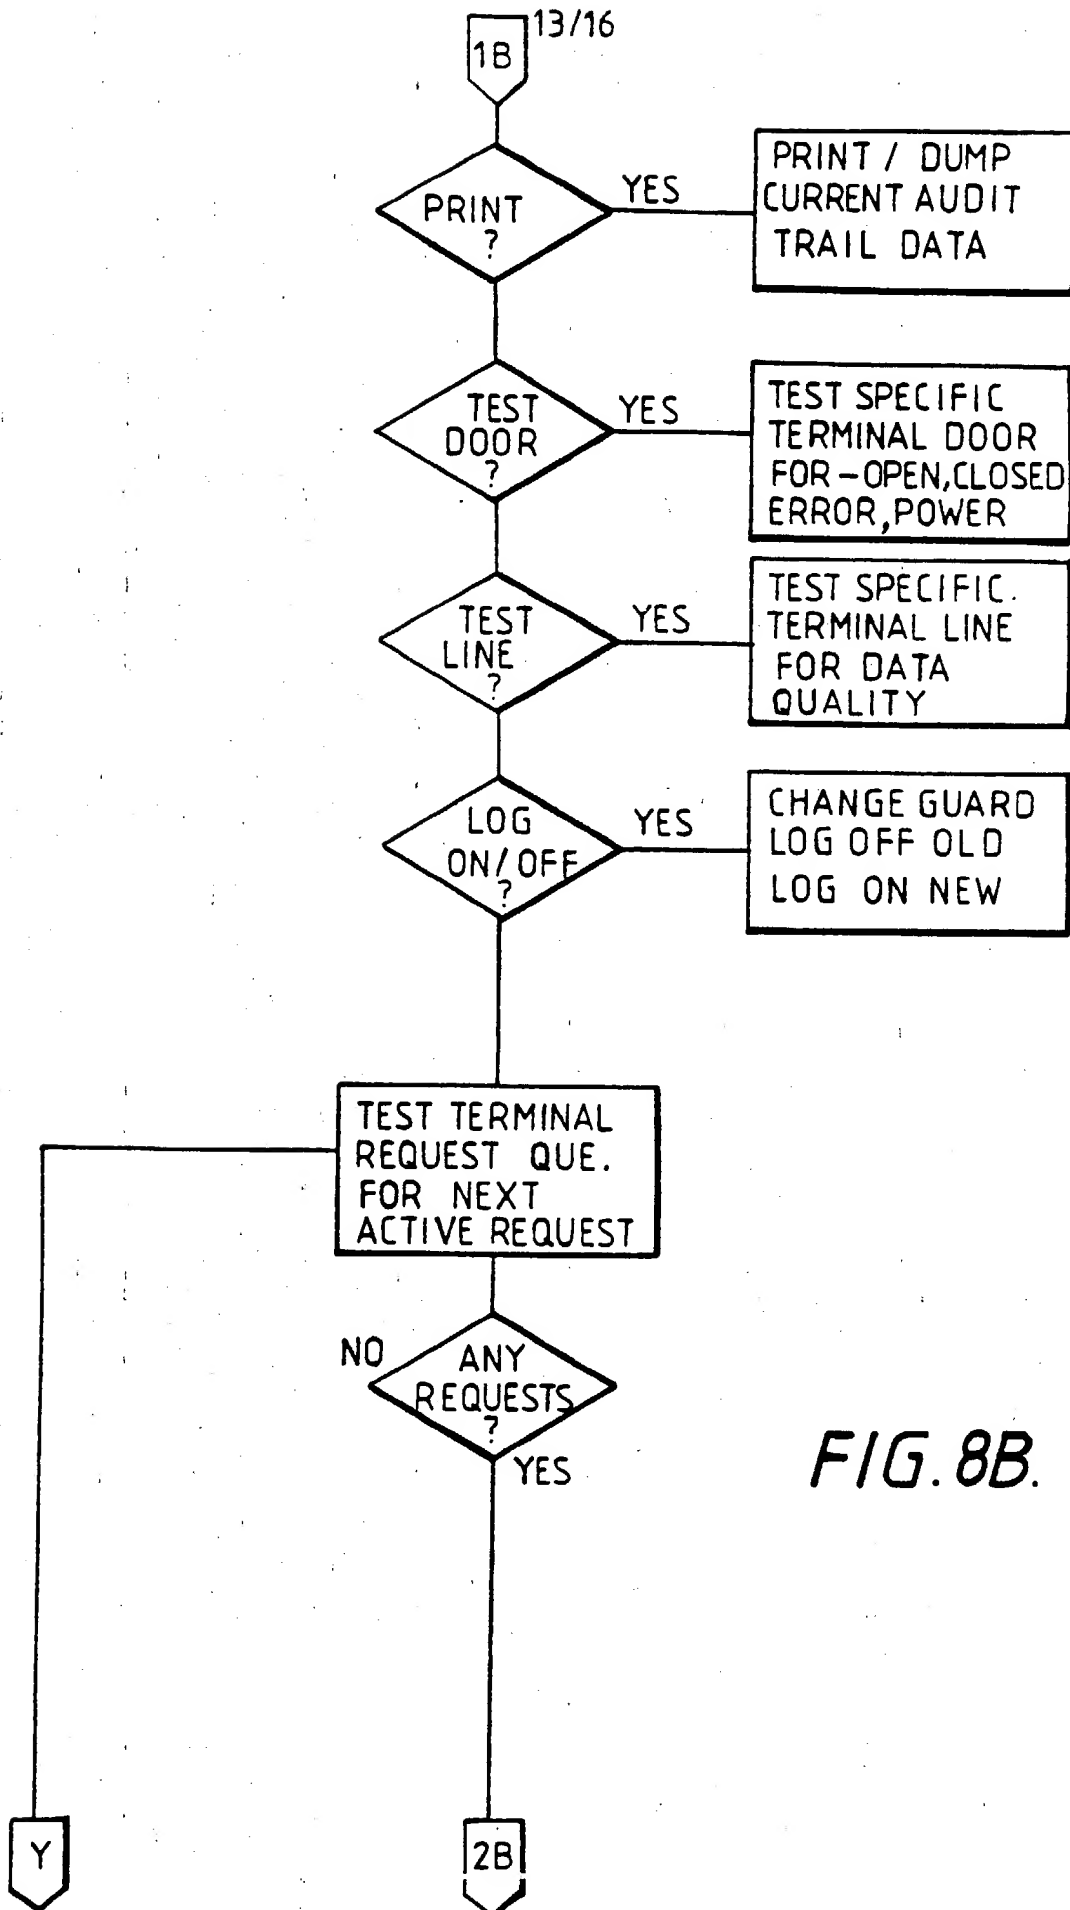 13/16
1B
PRINT
?
YES
PRINT / DUMP
CURRENT AUDIT
TRAIL DATA
TEST
DOOR
?
YES
TEST SPECIFIC
TERMINAL DOOR
FOR-OPEN,CLOSED
ERROR,POWER
TEST
LINE
?
YES
TEST SPECIFIC.
TERMINAL LINE
FOR DATA
QUALITY
LOG
ON/OFF
?
YES
CHANGE GUARD
LOG OFF OLD
LOG ON NEW
TEST TERMINAL
REQUEST QUE.
FOR NEXT
ACTIVE REQUEST
NO
ANY
REQUESTS
?
YES
FIG. 8B.
Y
2B